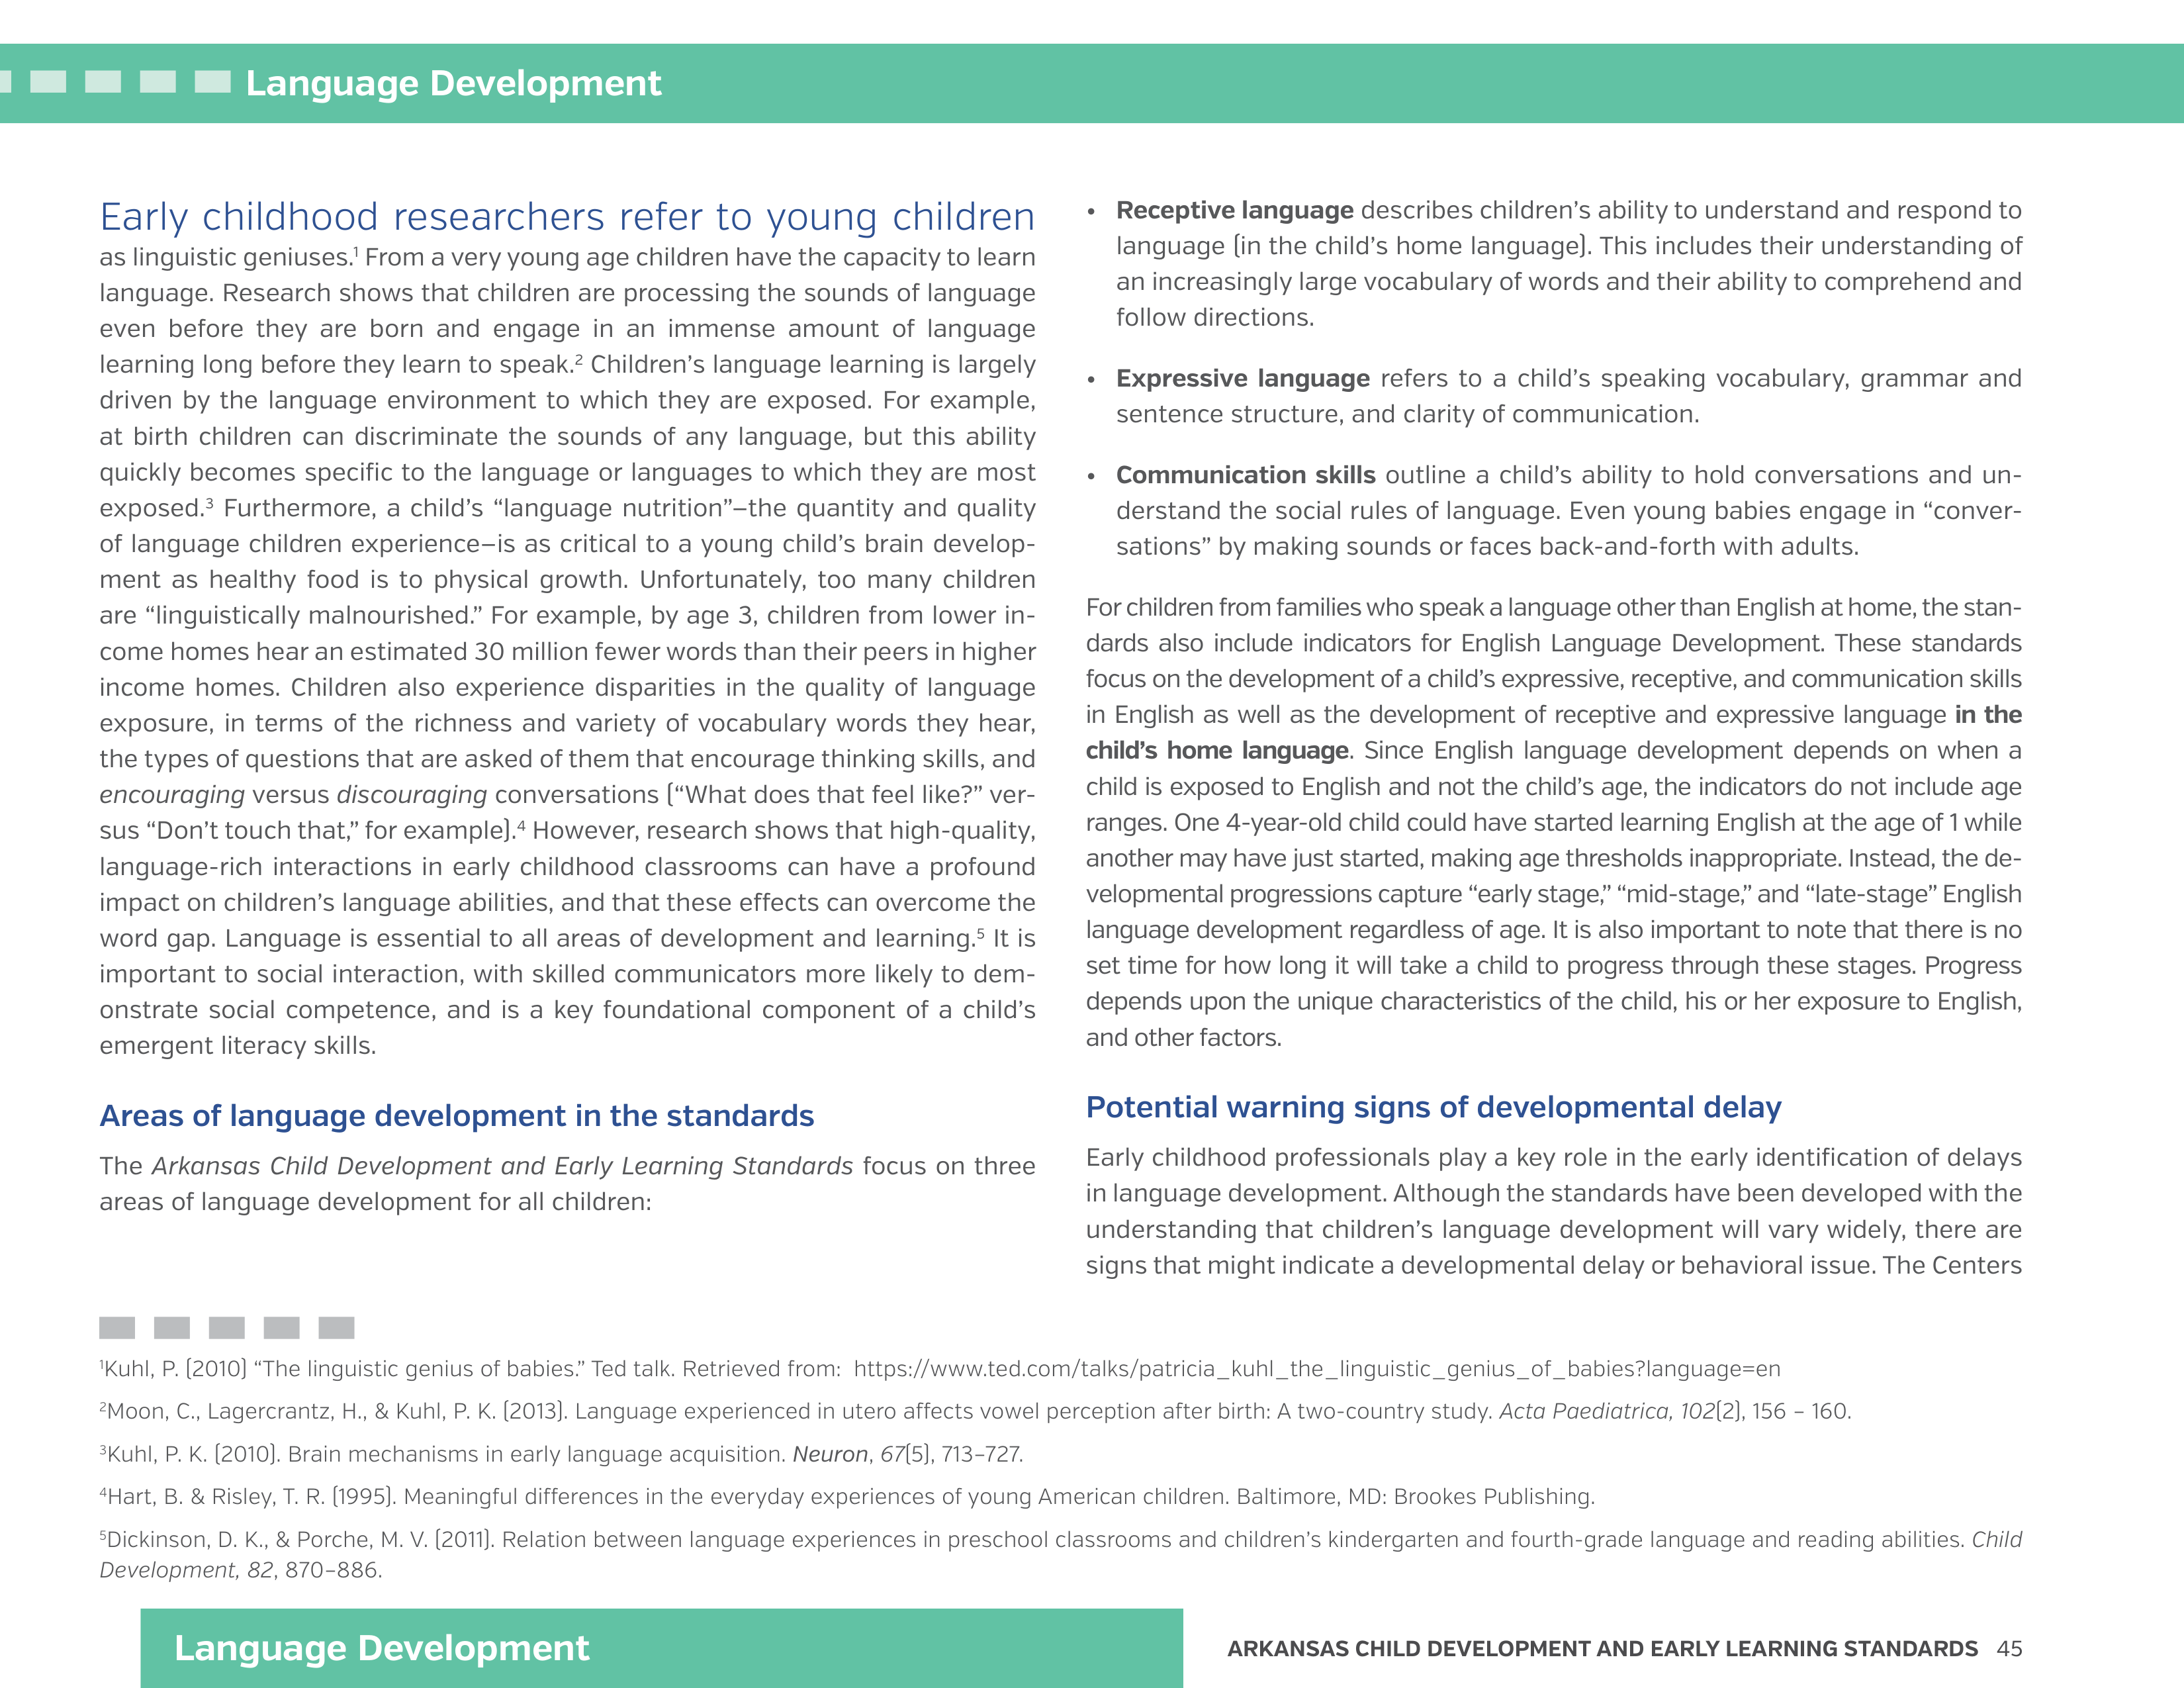 Language Development
Early childhood researchers refer to young children
as linguistic geniuses.¹ From a very young age children have the capacity to learn
language. Research shows that children are processing the sounds of language
even before they are born and engage in an immense amount of language
learning long before they learn to speak.² Children’s language learning is largely
driven by the language environment to which they are exposed. For example,
at birth children can discriminate the sounds of any language, but this ability
quickly becomes specific to the language or languages to which they are most
exposed.³ Furthermore, a child’s “language nutrition”—the quantity and quality
of language children experience—is as critical to a young child’s brain develop-
ment as healthy food is to physical growth. Unfortunately, too many children
are “linguistically malnourished.” For example, by age 3, children from lower in-
come homes hear an estimated 30 million fewer words than their peers in higher
income homes. Children also experience disparities in the quality of language
exposure, in terms of the richness and variety of vocabulary words they hear,
the types of questions that are asked of them that encourage thinking skills, and
encouraging versus discouraging conversations (“What does that feel like?” ver-
sus “Don’t touch that,” for example).⁴ However, research shows that high-quality,
language-rich interactions in early childhood classrooms can have a profound
impact on children’s language abilities, and that these effects can overcome the
word gap. Language is essential to all areas of development and learning.⁵ It is
important to social interaction, with skilled communicators more likely to dem-
onstrate social competence, and is a key foundational component of a child’s
emergent literacy skills.
Areas of language development in the standards
The Arkansas Child Development and Early Learning Standards focus on three
areas of language development for all children:
• Receptive language describes children’s ability to understand and respond to
language (in the child’s home language). This includes their understanding of
an increasingly large vocabulary of words and their ability to comprehend and
follow directions.
• Expressive language refers to a child’s speaking vocabulary, grammar and
sentence structure, and clarity of communication.
• Communication skills outline a child’s ability to hold conversations and un-
derstand the social rules of language. Even young babies engage in “conver-
sations” by making sounds or faces back-and-forth with adults.
For children from families who speak a language other than English at home, the stan-
dards also include indicators for English Language Development. These standards
focus on the development of a child’s expressive, receptive, and communication skills
in English as well as the development of receptive and expressive language in the
child’s home language. Since English language development depends on when a
child is exposed to English and not the child’s age, the indicators do not include age
ranges. One 4-year-old child could have started learning English at the age of 1 while
another may have just started, making age thresholds inappropriate. Instead, the de-
velopmental progressions capture “early stage,” “mid-stage,” and “late-stage” English
language development regardless of age. It is also important to note that there is no
set time for how long it will take a child to progress through these stages. Progress
depends upon the unique characteristics of the child, his or her exposure to English,
and other factors.
Potential warning signs of developmental delay
Early childhood professionals play a key role in the early identification of delays
in language development. Although the standards have been developed with the
understanding that children’s language development will vary widely, there are
signs that might indicate a developmental delay or behavioral issue. The Centers
¹Kuhl, P. (2010) “The linguistic genius of babies.” Ted talk. Retrieved from: https://www.ted.com/talks/patricia_kuhl_the_linguistic_genius_of_babies?language=en
²Moon, C., Lagercrantz, H., & Kuhl, P. K. (2013). Language experienced in utero affects vowel perception after birth: A two-country study. Acta Paediatrica, 102(2), 156 – 160.
³Kuhl, P. K. (2010). Brain mechanisms in early language acquisition. Neuron, 67(5), 713–727.
⁴Hart, B. & Risley, T. R. (1995). Meaningful differences in the everyday experiences of young American children. Baltimore, MD: Brookes Publishing.
⁵Dickinson, D. K., & Porche, M. V. (2011). Relation between language experiences in preschool classrooms and children’s kindergarten and fourth-grade language and reading abilities. Child
Development, 82, 870–886.
Language Development
ARKANSAS CHILD DEVELOPMENT AND EARLY LEARNING STANDARDS 45